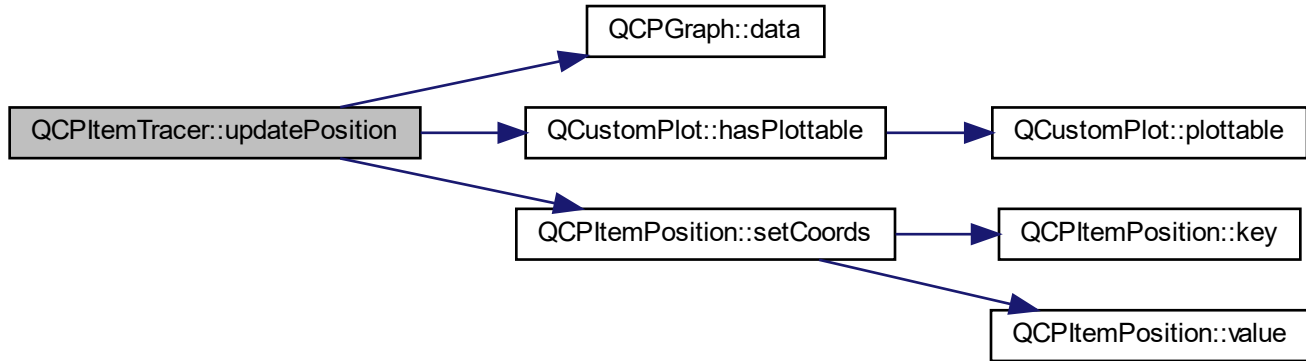 QCPGraph::data
QCPItemTracer::updatePosition
QCustomPlot::hasPlottable
QCustomPlot::plottable
QCPItemPosition::setCoords
QCPItemPosition::key
QCPItemPosition::value